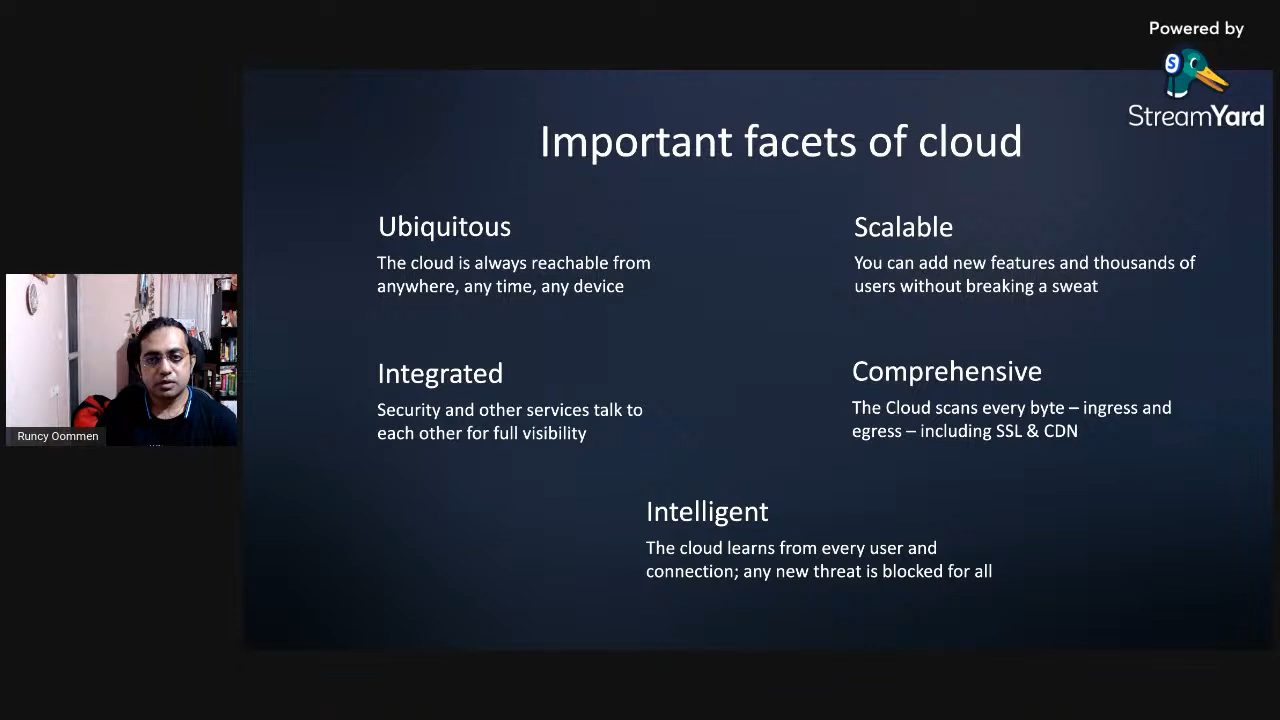 Powered by
S
StreamYard
Important facets of cloud
Ubiquitous
The cloud is always reachable from
anywhere, any time, any device
Scalable
You can add new features and thousands of
users without breaking a sweat
Integrated
Security and other services talk to
each other for full visibility
Comprehensive
The Cloud scans every byte – ingress and
egress – including SSL & CDN
Intelligent
The cloud learns from every user and
connection; any new threat is blocked for all
Runcy Oommen